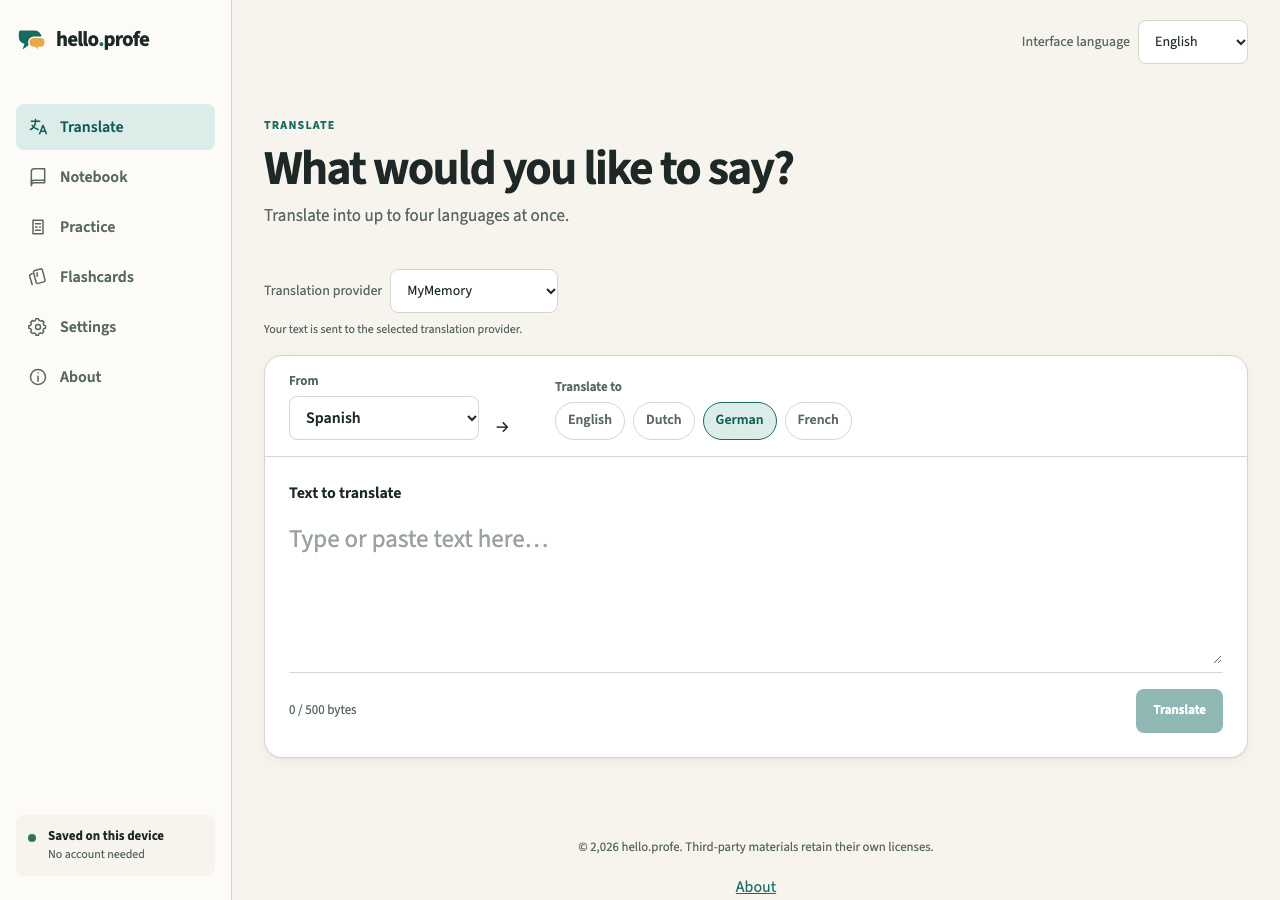 hello.profe
Interface language
English
Translate
Notebook
Practice
Flashcards
Settings
About
TRANSLATE
What would you like to say?
Translate into up to four languages at once.
Translation provider
MyMemory
Your text is sent to the selected translation provider.
From
Spanish
→
Translate to
English
Dutch
German
French
Text to translate
Type or paste text here…
0 / 500 bytes
Translate
Saved on this device
No account needed
© 2,026 hello.profe. Third-party materials retain their own licenses.
About